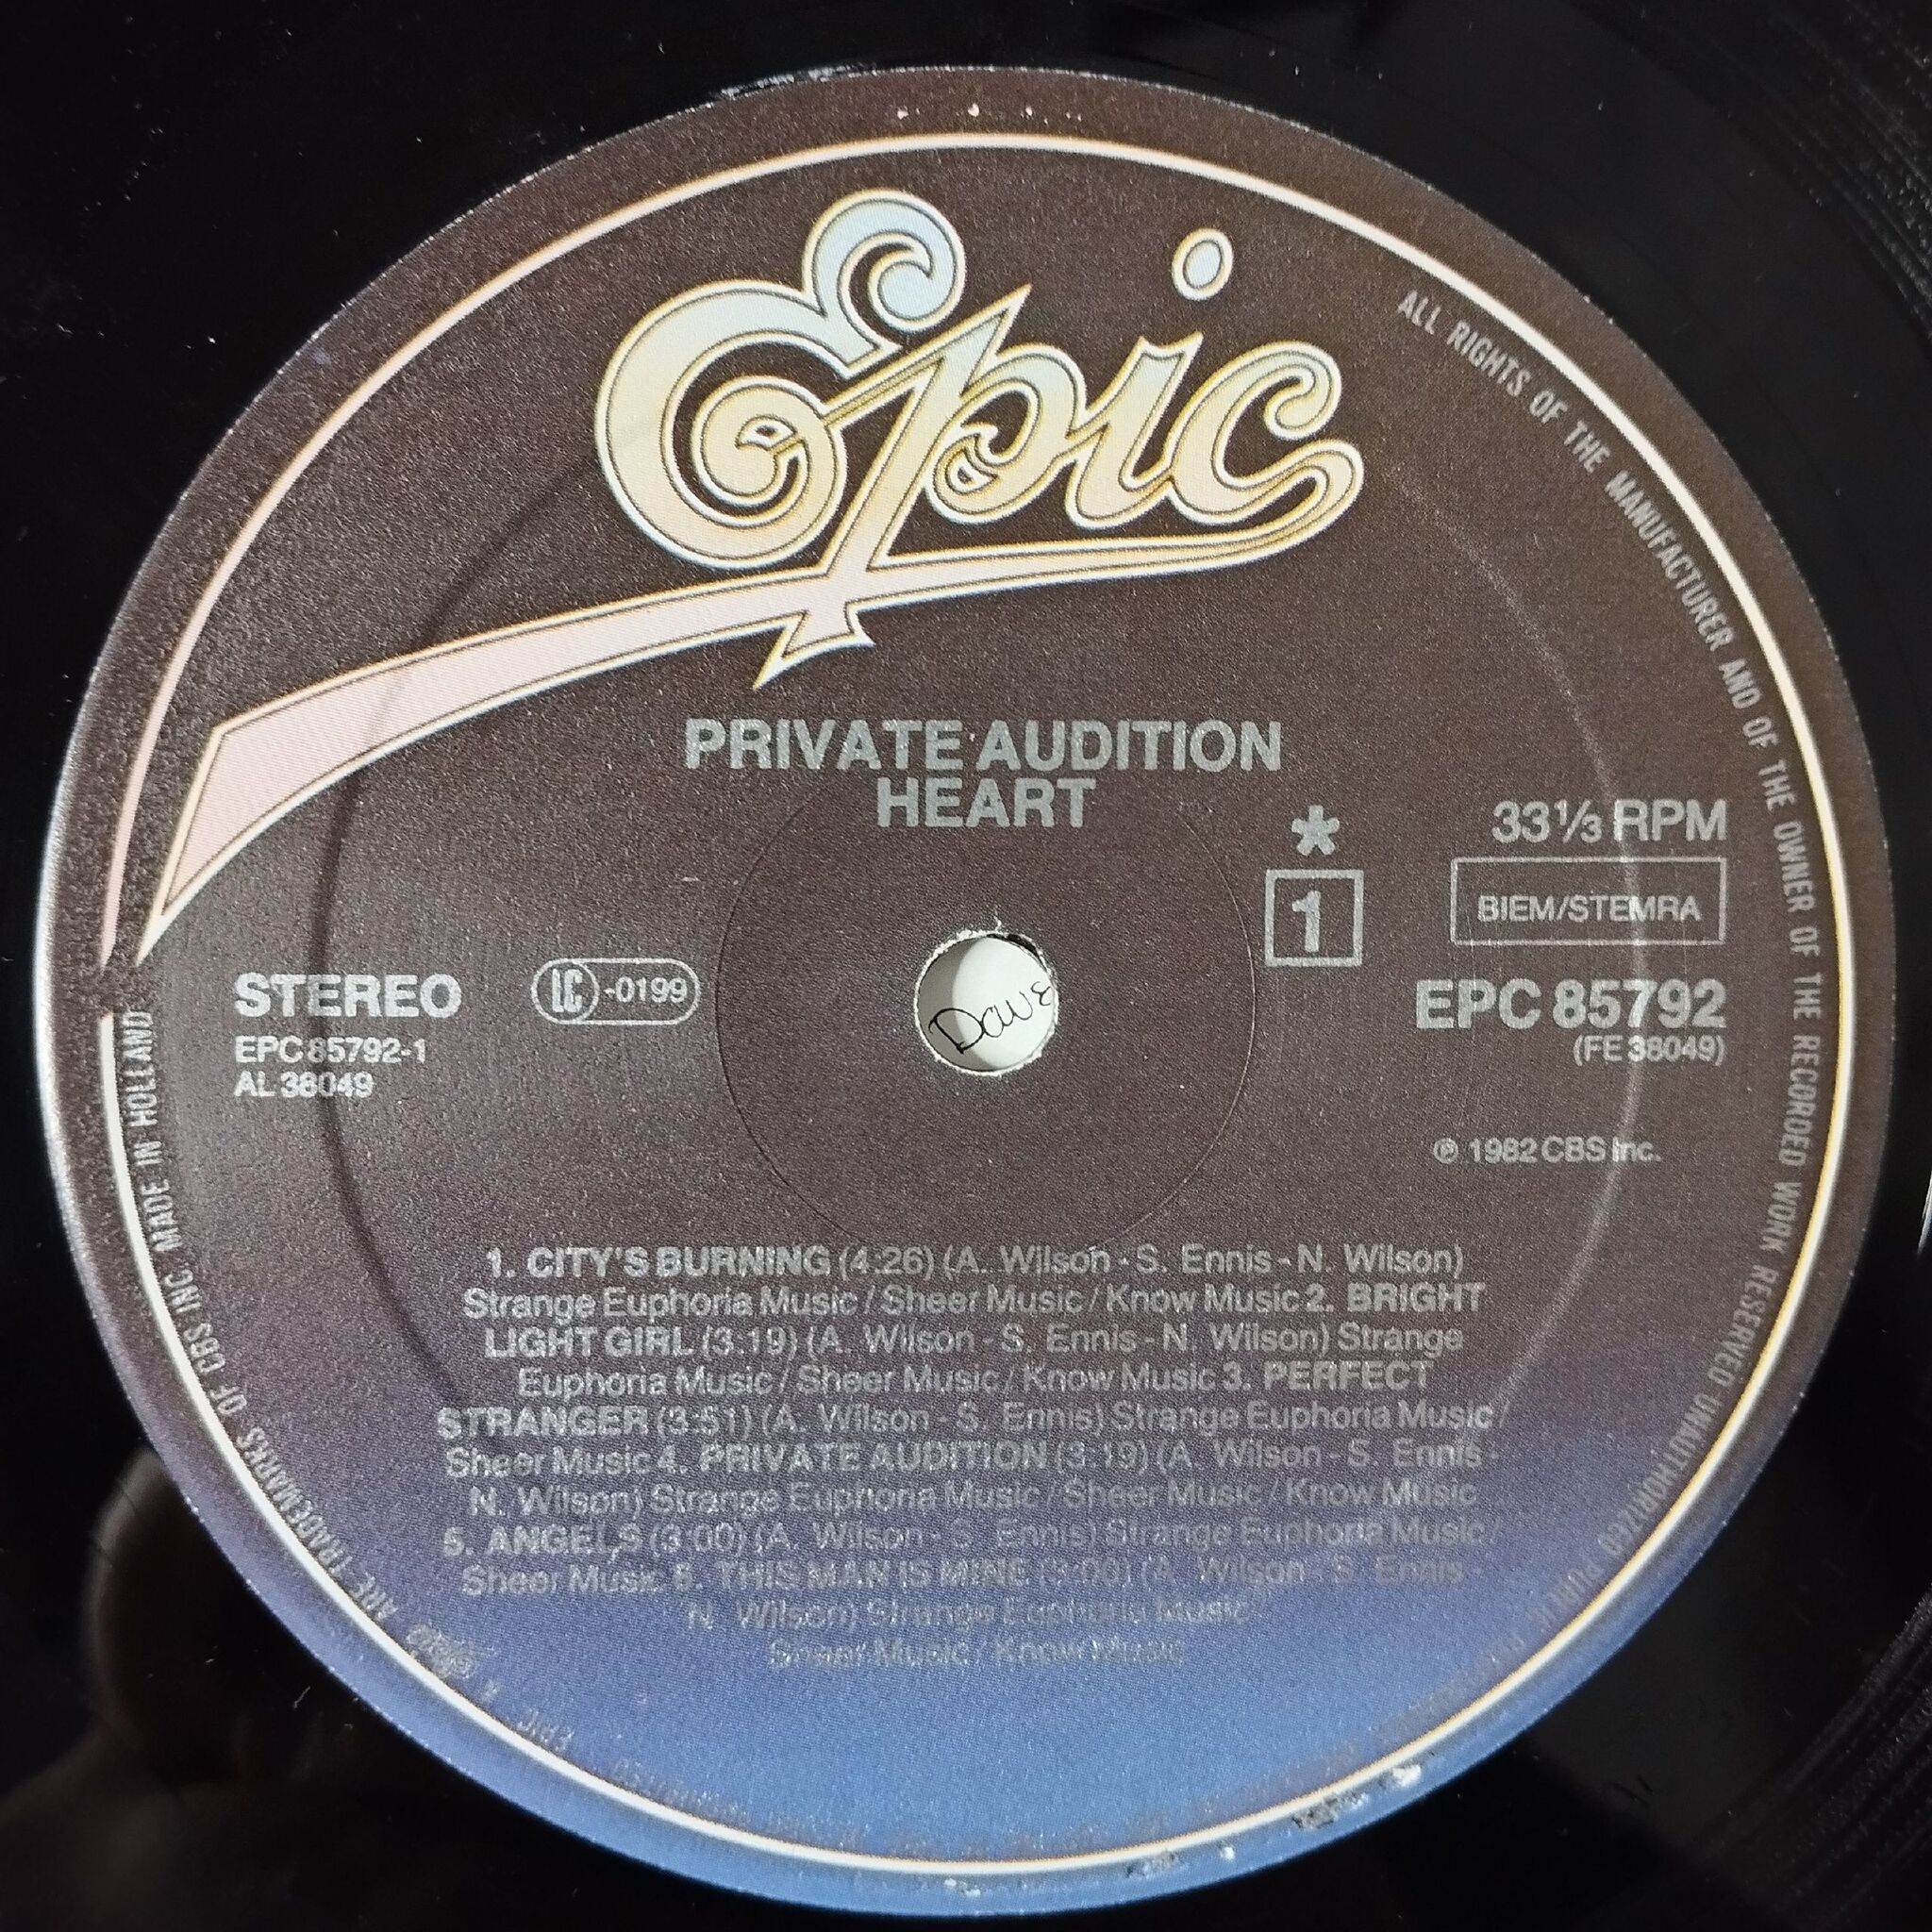 Epic
PRIVATE AUDITION
HEART
*
1
33⅓ RPM
BIEM/STEMRA
STEREO
LC-0199
EPC 85792
EPC 85792-1
(FE 38049)
AL 38049
Dave
℗ 1982 CBS Inc.
1. CITY'S BURNING (4:26) (A. Wilson - S. Ennis - N. Wilson)
Strange Euphoria Music / Sheer Music / Know Music 2. BRIGHT
LIGHT GIRL (3:19) (A. Wilson - S. Ennis - N. Wilson) Strange
Euphoria Music / Sheer Music / Know Music 3. PERFECT
STRANGER (3:51) (A. Wilson - S. Ennis) Strange Euphoria Music /
Sheer Music 4. PRIVATE AUDITION (3:19) (A. Wilson - S. Ennis -
N. Wilson) Strange Euphoria Music / Sheer Music / Know Music
5. ANGELS (3:00) (A. Wilson - S. Ennis) Strange Euphoria Music /
Sheer Music 6. THIS MAN IS MINE (3:00) (A. Wilson - S. Ennis -
N. Wilson) Strange Euphoria Music
Sheer Music / Know Music
ALL RIGHTS OF THE MANUFACTURER AND OF THE OWNER OF THE RECORDED WORK RESERVED UNAUTHORIZED PUBLIC
EPIC ARE TRADEMARKS OF CBS INC. MADE IN HOLLAND